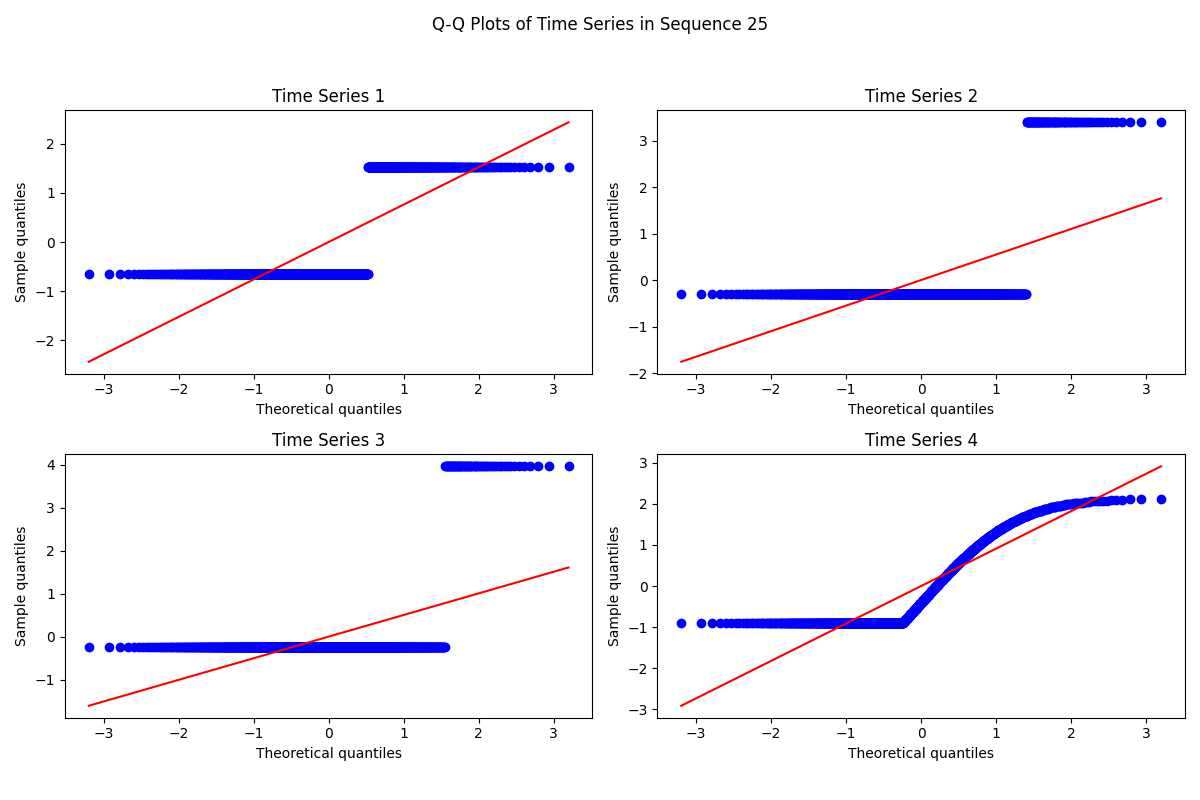 Q-Q Plots of Time Series in Sequence 25
Time Series 1
2
1
0
−1
−2
Sample quantiles
−3 −2 −1 0 1 2 3
Theoretical quantiles
Time Series 2
3
2
1
0
−1
−2
Sample quantiles
−3 −2 −1 0 1 2 3
Theoretical quantiles
Time Series 3
4
3
2
1
0
−1
Sample quantiles
−3 −2 −1 0 1 2 3
Theoretical quantiles
Time Series 4
3
2
1
0
−1
−2
−3
Sample quantiles
−3 −2 −1 0 1 2 3
Theoretical quantiles